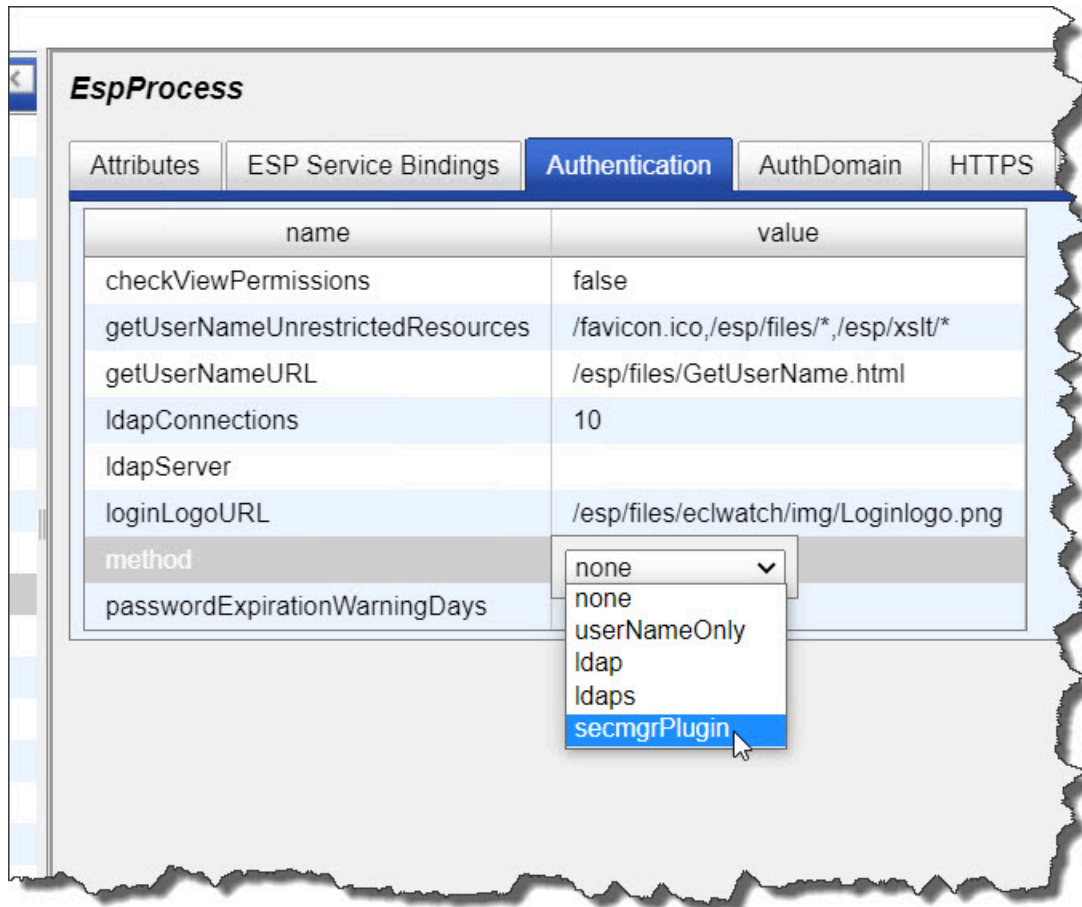 EspProcess
Attributes ESP Service Bindings Authentication AuthDomain HTTPS
name value
checkViewPermissions false
getUserNameUnrestrictedResources /favicon.ico,/esp/files/*,/esp/xslt/*
getUserNameURL /esp/files/GetUserName.html
ldapConnections 10
ldapServer
loginLogoURL /esp/files/eclwatch/img/Loginlogo.png
method none
passwordExpirationWarningDays none
userNameOnly
ldap
ldaps
secmgrPlugin